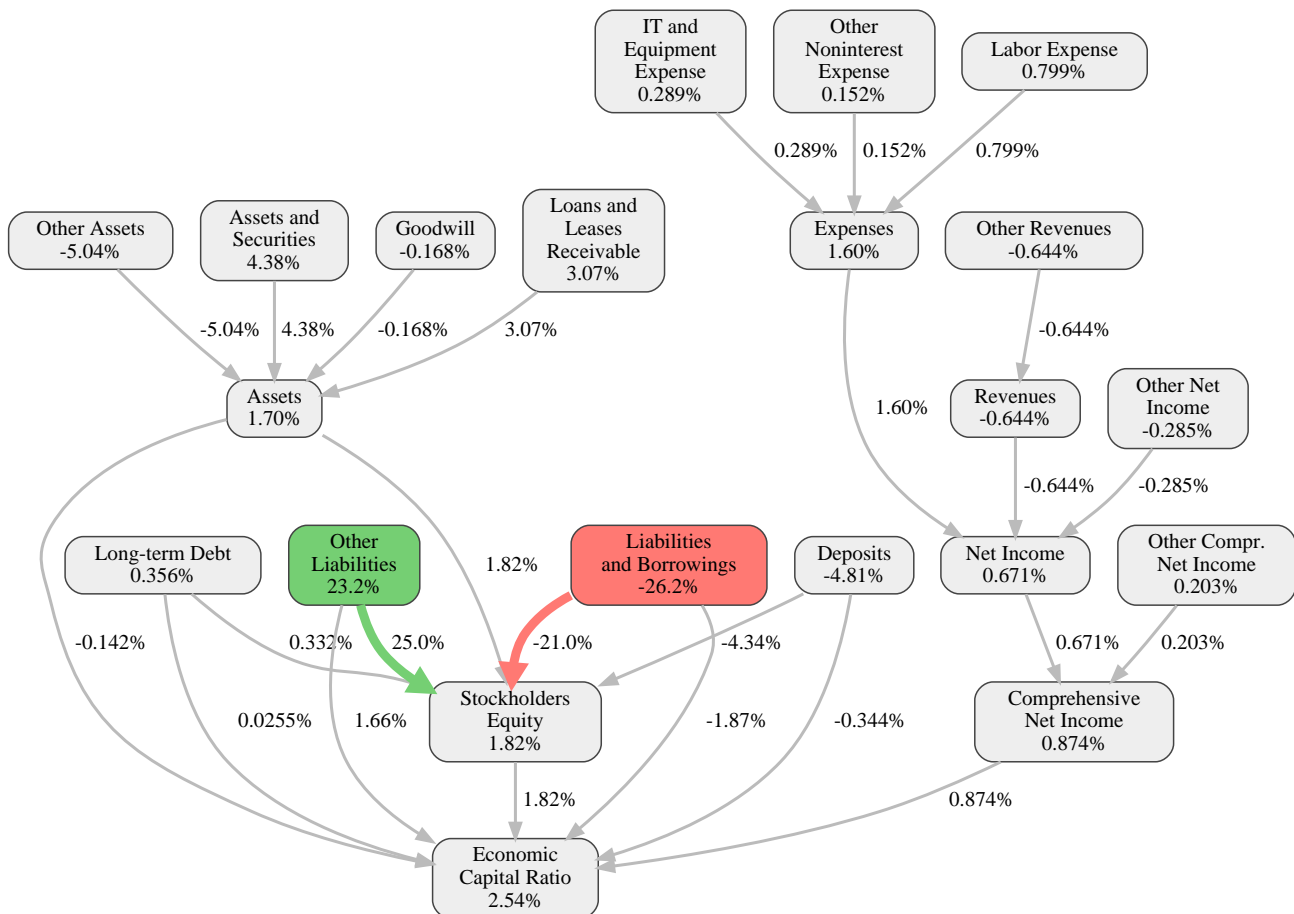 IT and
Equipment
Expense
0.289%
Other
Noninterest
Expense
0.152%
Labor Expense
0.799%
0.289%
0.152%
0.799%
Other Assets
-5.04%
Assets and
Securities
4.38%
Goodwill
-0.168%
Loans and
Leases
Receivable
3.07%
Expenses
1.60%
Other Revenues
-0.644%
-5.04%
4.38%
-0.168%
3.07%
-0.644%
Assets
1.70%
1.60%
Revenues
-0.644%
Other Net
Income
-0.285%
-0.644%
-0.285%
Long-term Debt
0.356%
Other
Liabilities
23.2%
1.82%
Liabilities
and Borrowings
-26.2%
Deposits
-4.81%
Net Income
0.671%
Other Compr.
Net Income
0.203%
-0.142%
0.332%
25.0%
-21.0%
-4.34%
0.671%
0.203%
Stockholders
Equity
1.82%
Comprehensive
Net Income
0.874%
0.0255%
1.66%
-1.87%
-0.344%
1.82%
0.874%
Economic
Capital Ratio
2.54%